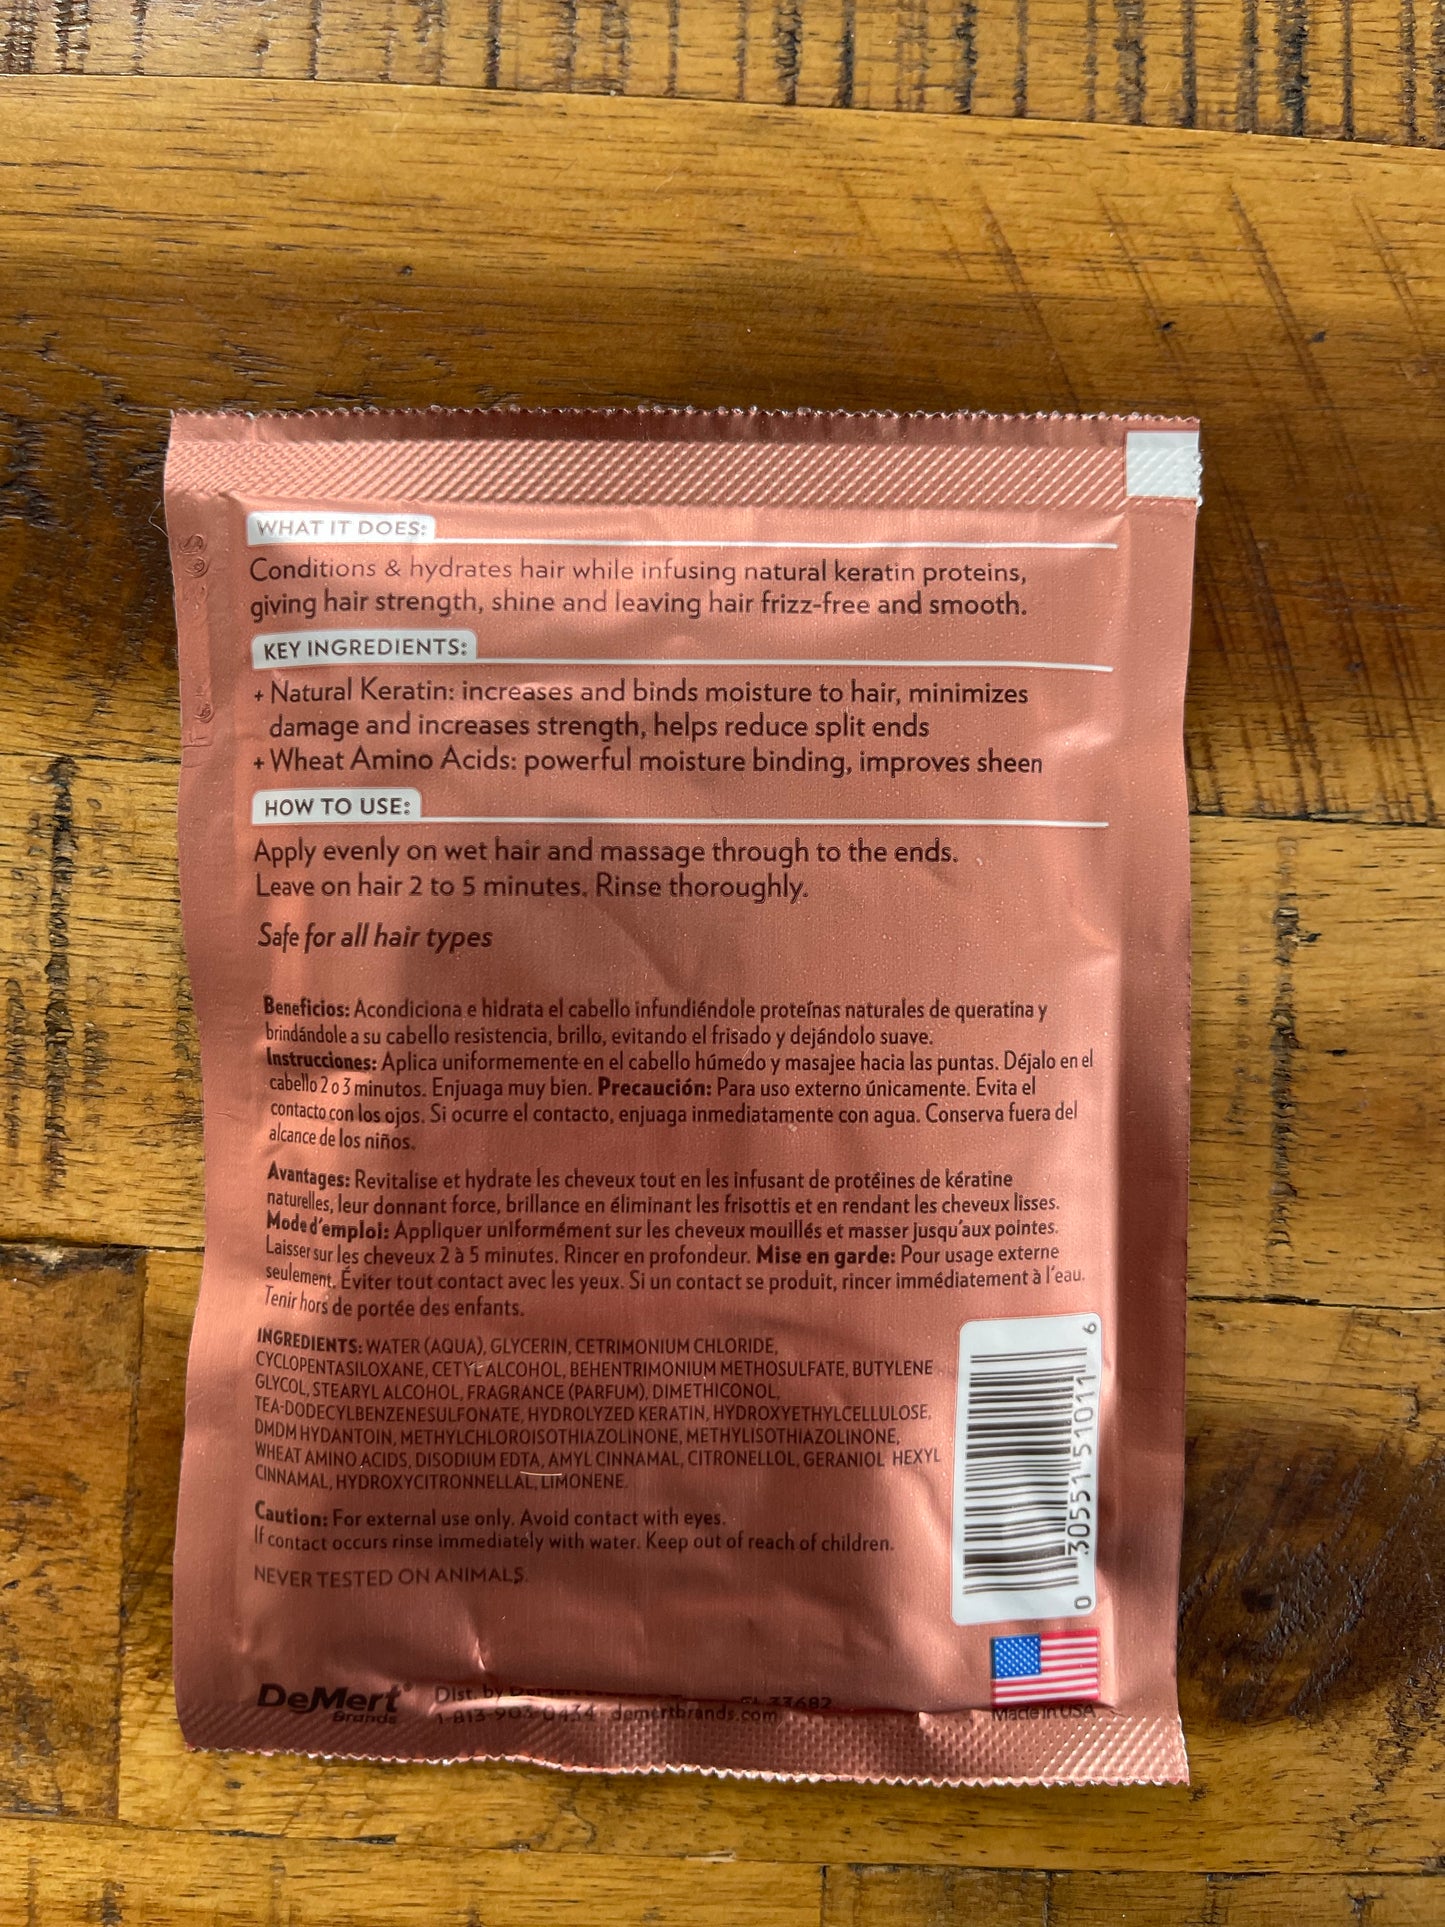 WHAT IT DOES:
Conditions & hydrates hair while infusing natural keratin proteins,
giving hair strength, shine and leaving hair frizz-free and smooth.
KEY INGREDIENTS:
+ Natural Keratin: increases and binds moisture to hair, minimizes
damage and increases strength, helps reduce split ends
+ Wheat Amino Acids: powerful moisture binding, improves sheen
HOW TO USE:
Apply evenly on wet hair and massage through to the ends.
Leave on hair 2 to 5 minutes. Rinse thoroughly.
Safe for all hair types
Beneficios: Acondiciona e hidrata el cabello infundiéndole proteínas naturales de queratina y
brindándole a su cabello resistencia, brillo, evitando el frisado y dejándolo suave.
Instrucciones: Aplica uniformemente en el cabello húmedo y masajee hacia las puntas. Déjalo en el
cabello 2 o 3 minutos. Enjuaga muy bien. Precaución: Para uso externo únicamente. Evita el
contacto con los ojos. Si ocurre el contacto, enjuaga inmediatamente con agua. Conserva fuera del
alcance de los niños.
Avantages: Revitalise et hydrate les cheveux tout en les infusant de protéines de kératine
naturelles, leur donnant force, brillance en éliminant les frisottis et en rendant les cheveux lisses.
Mode d'emploi: Appliquer uniformément sur les cheveux mouillés et masser jusqu'aux pointes.
Laisser sur les cheveux 2 à 5 minutes. Rincer en profondeur. Mise en garde: Pour usage externe
seulement. Éviter tout contact avec les yeux. Si un contact se produit, rincer immédiatement à l'eau.
Tenir hors de portée des enfants.
INGREDIENTS: WATER (AQUA), GLYCERIN, CETRIMONIUM CHLORIDE,
CYCLOPENTASILOXANE, CETYL ALCOHOL, BEHENTRIMONIUM METHOSULFATE, BUTYLENE
GLYCOL, STEARYL ALCOHOL, FRAGRANCE (PARFUM), DIMETHICONOL,
TEA-DODECYLBENZENESULFONATE, HYDROLYZED KERATIN, HYDROXYETHYLCELLULOSE,
DMDM HYDANTOIN, METHYLCHLOROISOTHIAZOLINONE, METHYLISOTHIAZOLINONE,
WHEAT AMINO ACIDS, DISODIUM EDTA, AMYL CINNAMAL, CITRONELLOL, GERANIOL HEXYL
CINNAMAL, HYDROXYCITRONNELLAL, LIMONENE.
Caution: For external use only. Avoid contact with eyes.
If contact occurs rinse immediately with water. Keep out of reach of children.
NEVER TESTED ON ANIMALS.
0 30551 51011 6
DeMert®
Brands
Dist. by DeMert FL 33682
1-813-903-0434 demertbrands.com
Made in USA